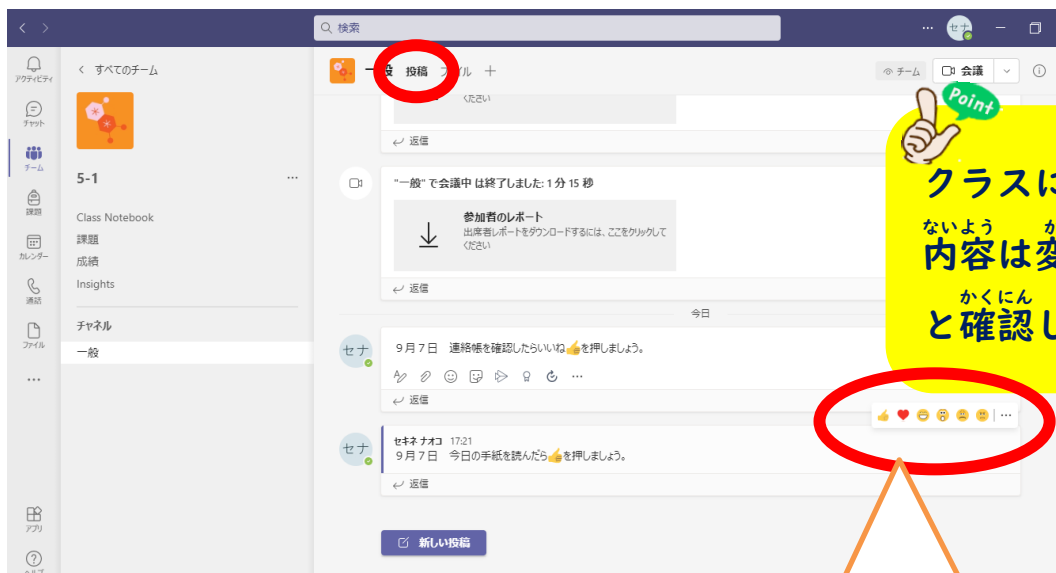 検索
セナ
アクティビティ
チャット
チーム
課題
カレンダー
通話
ファイル
アプリ
ヘルプ
すべてのチーム
5-1
Class Notebook
課題
成績
Insights
チャネル
一般
一般 投稿 ファイル
チーム
会議
ください
返信
"一般" で会議中 は終了しました: 1 分 15 秒
参加者のレポート
出席者レポートをダウンロードするには、ここをクリックして
ください
返信
今日
セナ
9月7日 連絡帳を確認したらいいね👍を押しましょう。
返信
セナ
セキネ ナオコ 17:21
9月7日 今日の手紙を読んだら👍を押しましょう。
返信
新しい投稿
Point
クラスに
ないよう か
内容は変
かくにん
と確認し